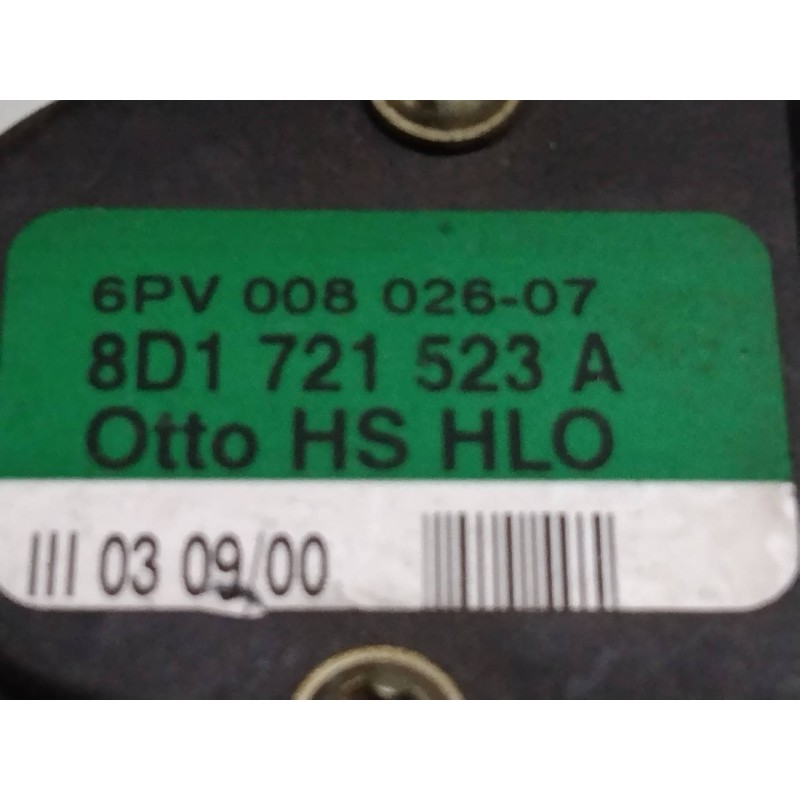 6PV 008 026-07
8D1 721 523 A
Otto HS HLO
III 03 09/00